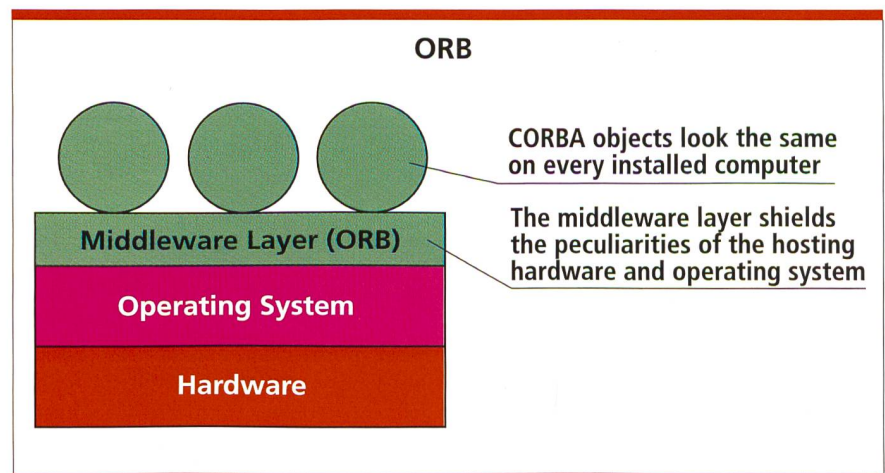 ORB
CORBA objects look the same
on every installed computer
The middleware layer shields
the peculiarities of the hosting
hardware and operating system
Middleware Layer (ORB)
Operating System
Hardware